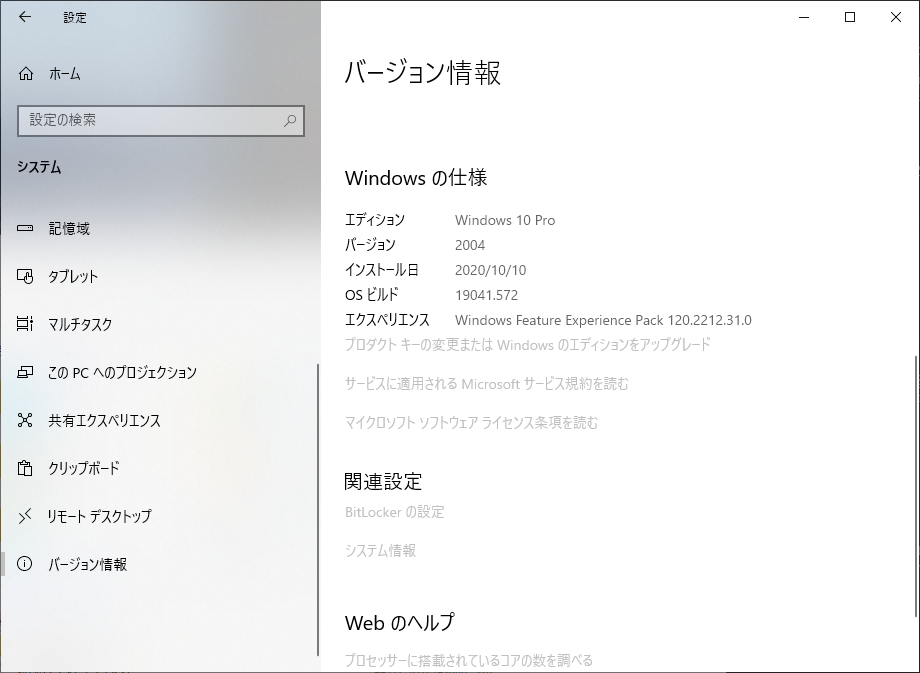 設定
ホーム
設定の検索
システム
記憶域
タブレット
マルチタスク
この PC へのプロジェクション
共有エクスペリエンス
クリップボード
リモート デスクトップ
バージョン情報
バージョン情報
Windows の仕様
エディション Windows 10 Pro
バージョン 2004
インストール日 2020/10/10
OS ビルド 19041.572
エクスペリエンス Windows Feature Experience Pack 120.2212.31.0
プロダクト キーの変更または Windows のエディションをアップグレード
サービスに適用される Microsoft サービス規約を読む
マイクロソフト ソフトウェア ライセンス条項を読む
関連設定
BitLocker の設定
システム情報
Web のヘルプ
プロセッサーに搭載されているコアの数を調べる